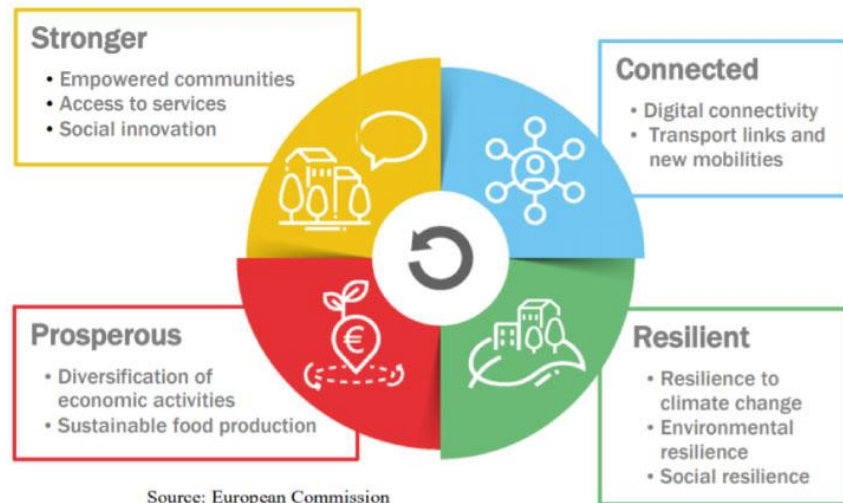 Stronger
• Empowered communities
• Access to services
• Social innovation
Connected
• Digital connectivity
• Transport links and
new mobilities
Prosperous
• Diversification of
economic activities
• Sustainable food production
€
Resilient
• Resilience to
climate change
• Environmental
resilience
• Social resilience
Source: European Commission